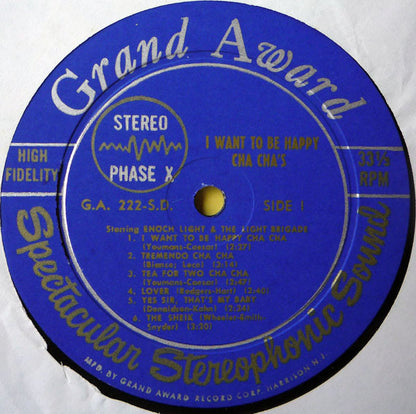 Grand Award
STEREO
PHASE X
I WANT TO BE HAPPY
CHA CHA'S
HIGH
FIDELITY
33⅓
RPM
G.A. 222-S.D.
SIDE 1
Starring ENOCH LIGHT & THE LIGHT BRIGADE
1. I WANT TO BE HAPPY CHA CHA
(Youmans-Caesar) (2:37)
2. TREMENDO CHA CHA
(Bianco; Luco) (3:14)
3. TEA FOR TWO CHA CHA
(Youmans-Caesar) (2:47)
4. LOVER (Rodgers-Hart) (2:40)
5. YES SIR, THAT'S MY BABY
(Donaldson-Kahn) (2:45)
6. THE SHEIK (Wheeler-Smith-
Snyder) (3:20)
Spectacular Stereophonic Sound
MFD. BY GRAND AWARD RECORD CORP. HARRISON N.J.